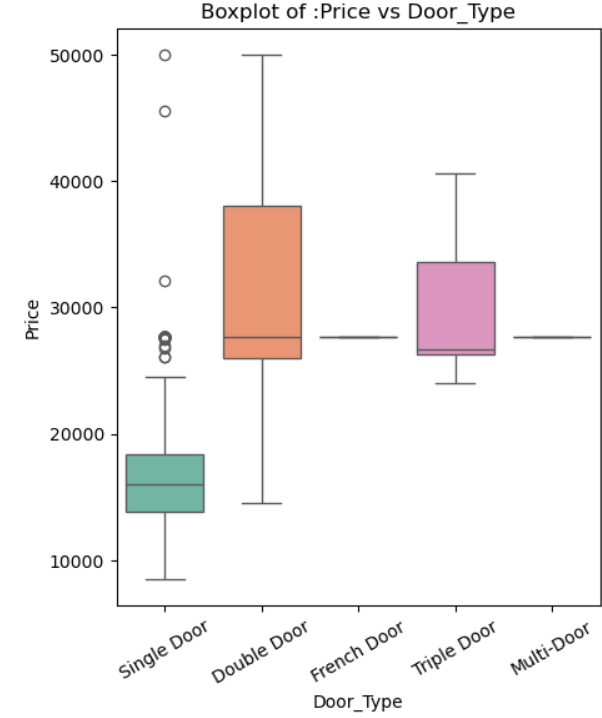 Boxplot of :Price vs Door_Type
50000
40000
30000
20000
10000
Price
Single Door
Double Door
French Door
Triple Door
Multi-Door
Door_Type